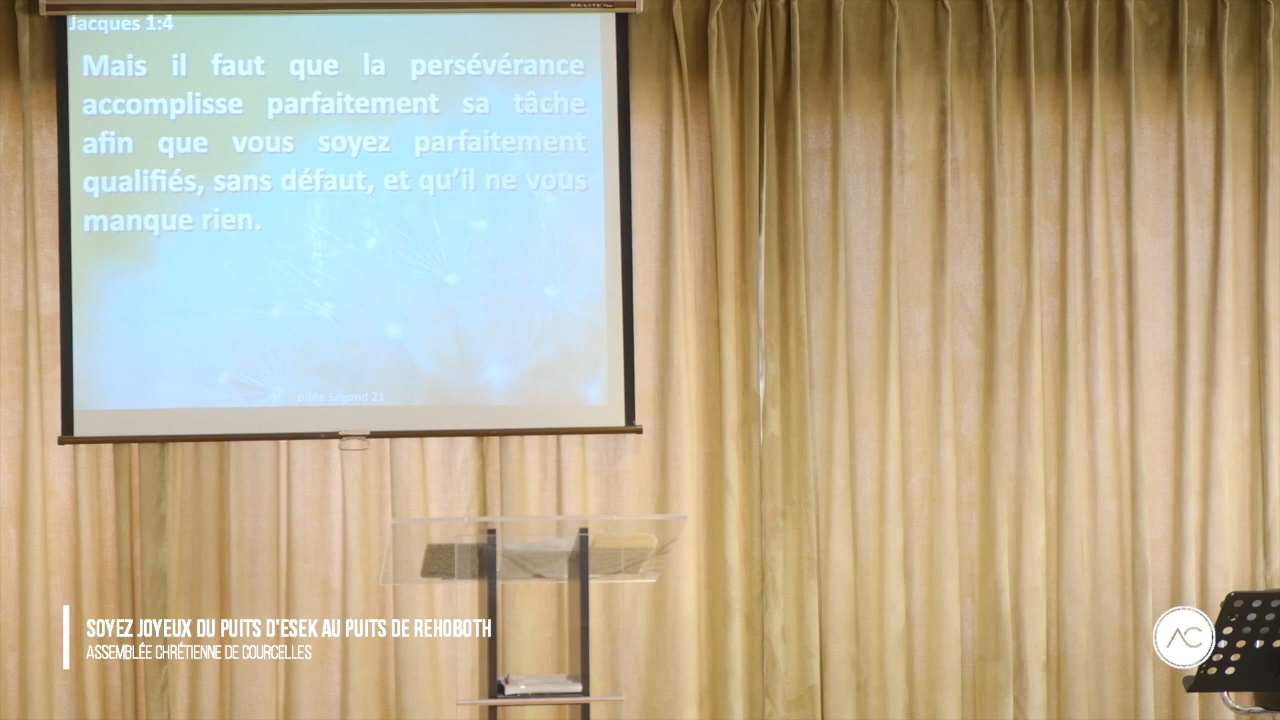 DA-LITE
Jacques 1:4
Mais il faut que la persévérance
accomplisse parfaitement sa tâche
afin que vous soyez parfaitement
qualifiés, sans défaut, et qu'il ne vous
manque rien.
Bible Segond 21
SOYEZ JOYEUX DU PUITS D'ESEK AU PUITS DE REHOBOTH
ASSEMBLÉE CHRÉTIENNE DE COURCELLES
AC